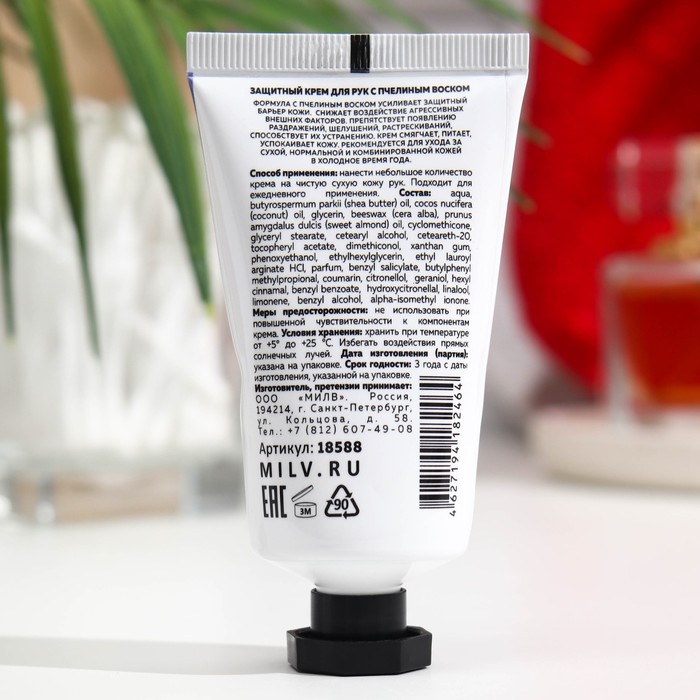 ЗАЩИТНЫЙ КРЕМ ДЛЯ РУК С ПЧЕЛИНЫМ ВОСКОМ
ФОРМУЛА С ПЧЕЛИНЫМ ВОСКОМ УСИЛИВАЕТ ЗАЩИТНЫЙ
БАРЬЕР КОЖИ. СНИЖАЕТ ВОЗДЕЙСТВИЕ АГРЕССИВНЫХ
ВНЕШНИХ ФАКТОРОВ. ПРЕПЯТСТВУЕТ ПОЯВЛЕНИЮ
РАЗДРАЖЕНИЙ, ШЕЛУШЕНИЙ, РАСТРЕСКИВАНИЙ,
СПОСОБСТВУЕТ ИХ УСТРАНЕНИЮ. КРЕМ СМЯГЧАЕТ, ПИТАЕТ,
УСПОКАИВАЕТ КОЖУ. РЕКОМЕНДУЕТСЯ ДЛЯ УХОДА ЗА
СУХОЙ, НОРМАЛЬНОЙ И КОМБИНИРОВАННОЙ КОЖЕЙ
В ХОЛОДНОЕ ВРЕМЯ ГОДА.
Способ применения: нанести небольшое количество
крема на чистую сухую кожу рук. Подходит для
ежедневного применения. Состав: aqua,
butyrospermum parkii (shea butter) oil, cocos nucifera
(coconut) oil, glycerin, beeswax (cera alba), prunus
amygdalus dulcis (sweet almond) oil, cyclomethicone,
glyceryl stearate, cetearyl alcohol, ceteareth-20,
tocopheryl acetate, dimethiconol, xanthan gum,
phenoxyethanol, ethylhexylglycerin, ethyl lauroyl
arginate HCl, parfum, benzyl salicylate, butylphenyl
methylpropional, coumarin, citronellol, geraniol, hexyl
cinnamal, benzyl benzoate, hydroxycitronellal, linalool,
limonene, benzyl alcohol, alpha-isomethyl ionone.
Меры предосторожности: не использовать при
повышенной чувствительности к компонентам
крема. Условия хранения: хранить при температуре
от +5° до +25 °С. Избегать воздействия прямых
солнечных лучей. Дата изготовления (партия):
указана на упаковке. Срок годности: 3 года с даты
изготовления, указанной на упаковке.
Изготовитель, претензии принимает:
ООО «МИЛВ». Россия,
194214, г. Санкт-Петербург,
ул. Кольцова, д. 58.
Тел.: +7 (812) 607-49-08
Артикул: 18588
MILV.RU
EAC 3M 90
4 627194 182464